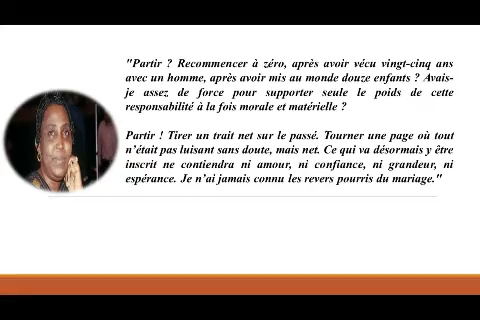 "Partir ? Recommencer à zéro, après avoir vécu vingt-cinq ans
avec un homme, après avoir mis au monde douze enfants ? Avais-
je assez de force pour supporter seule le poids de cette
responsabilité à la fois morale et matérielle ?
Partir ! Tirer un trait net sur le passé. Tourner une page où tout
n'était pas luisant sans doute, mais net. Ce qui va désormais y être
inscrit ne contiendra ni amour, ni confiance, ni grandeur, ni
espérance. Je n'ai jamais connu les revers pourris du mariage."